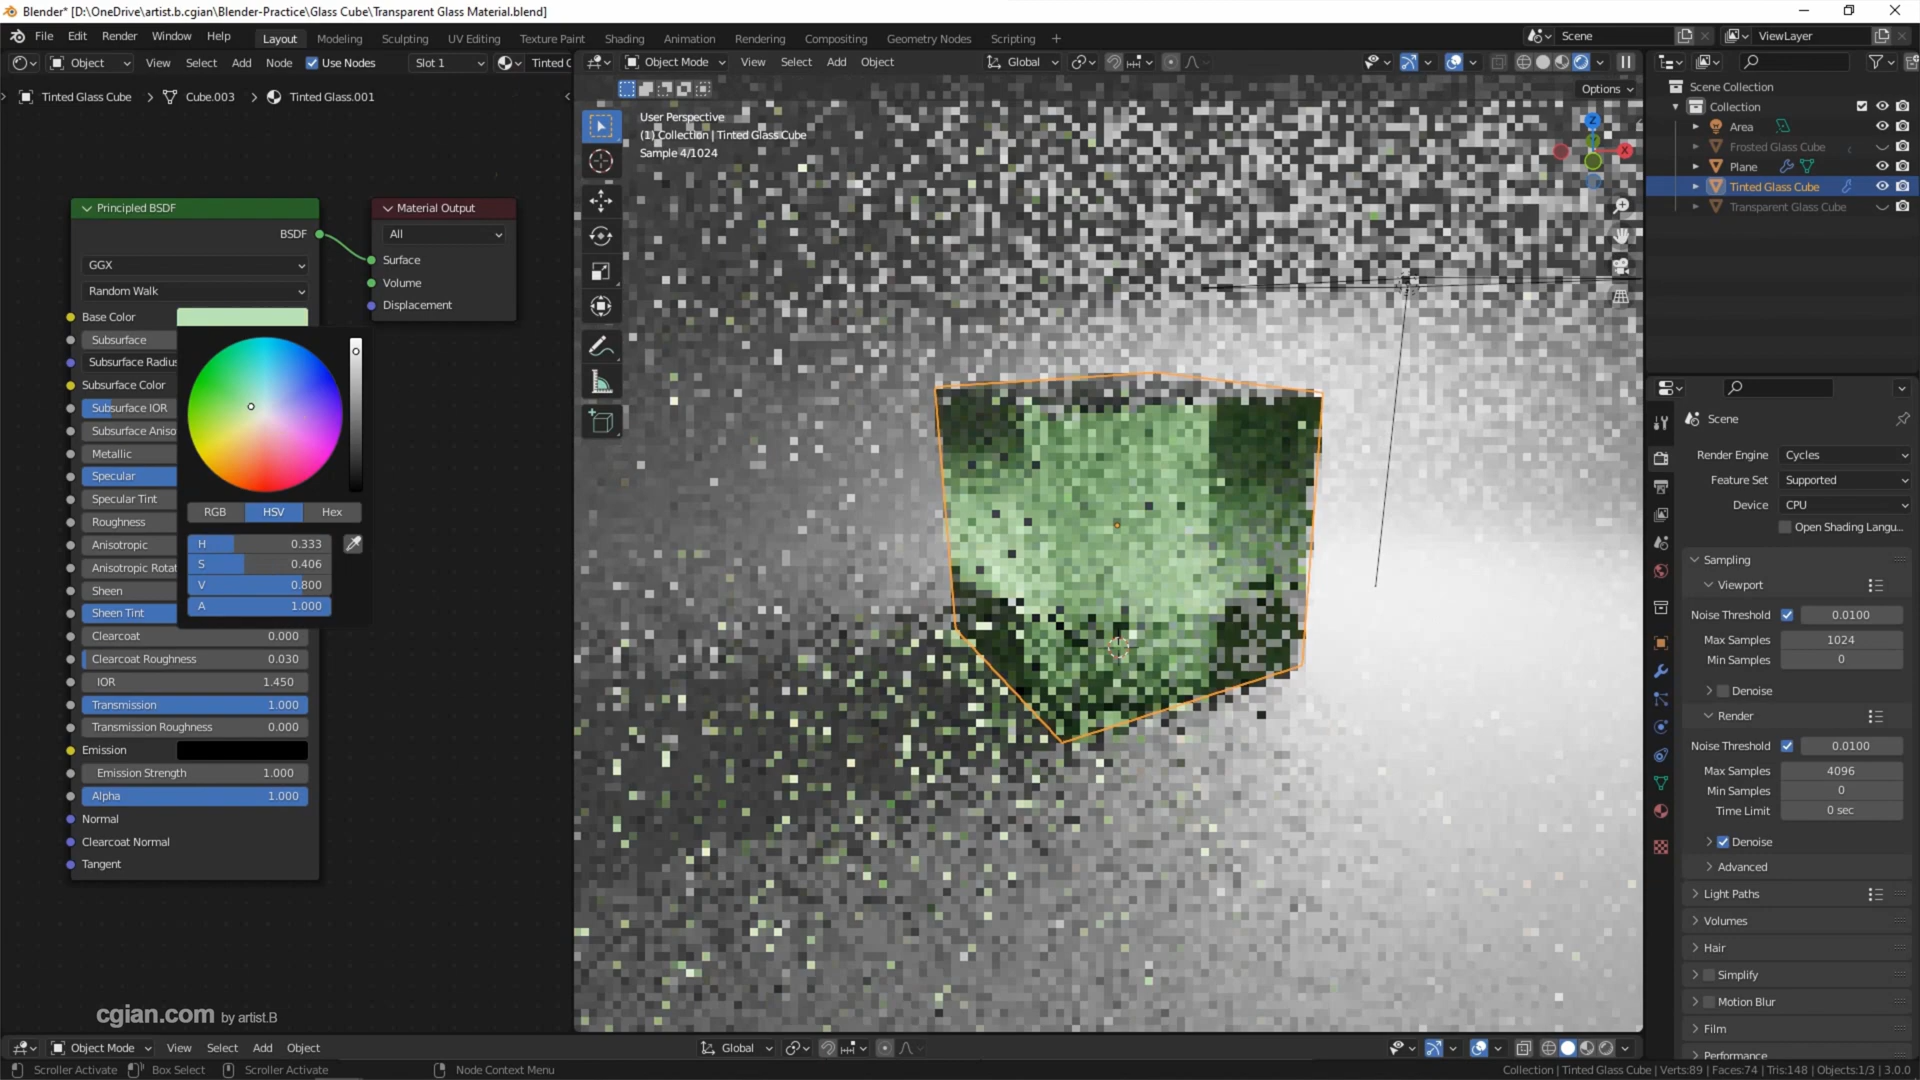 Blender* [D:\OneDrive\artist.b.cgian\Blender-Practice\Glass Cube\Transparent Glass Material.blend]
File Edit Render Window Help Layout Modeling Sculpting UV Editing Texture Paint Shading Animation Rendering Compositing Geometry Nodes Scripting + Scene ViewLayer
Object View Select Add Node Use Nodes Slot 1 Tinted G
Object Mode View Select Add Object Global
Tinted Glass Cube > Cube.003 > Tinted Glass.001
Options
User Perspective
(1) Collection | Tinted Glass Cube
Sample 4/1024
Z
X
Principled BSDF
BSDF
GGX
Random Walk
Base Color
Subsurface
Subsurface Radius
Subsurface Color
Subsurface IOR
Subsurface Aniso
Metallic
Specular
Specular Tint
Roughness
Anisotropic
Anisotropic Rotat
Sheen
Sheen Tint
Clearcoat 0.000
Clearcoat Roughness 0.030
IOR 1.450
Transmission 1.000
Transmission Roughness 0.000
Emission
Emission Strength 1.000
Alpha 1.000
Normal
Clearcoat Normal
Tangent
RGB HSV Hex
H 0.333
S 0.406
V 0.800
A 1.000
Material Output
All
Surface
Volume
Displacement
Scene Collection
Collection
Area
Frosted Glass Cube
Plane
Tinted Glass Cube
Transparent Glass Cube
Scene
Render Engine Cycles
Feature Set Supported
Device CPU
Open Shading Langu...
Sampling
Viewport
Noise Threshold 0.0100
Max Samples 1024
Min Samples 0
Denoise
Render
Noise Threshold 0.0100
Max Samples 4096
Min Samples 0
Time Limit 0 sec
Denoise
Advanced
Light Paths
Volumes
Hair
Simplify
Motion Blur
Film
Performance
cgian.com by artist.B
Object Mode View Select Add Object Global
Scroller Activate Box Select Scroller Activate Node Context Menu
Collection | Tinted Glass Cube | Verts:89 | Faces:74 | Tris:148 | Objects:1/3 | 3.0.0